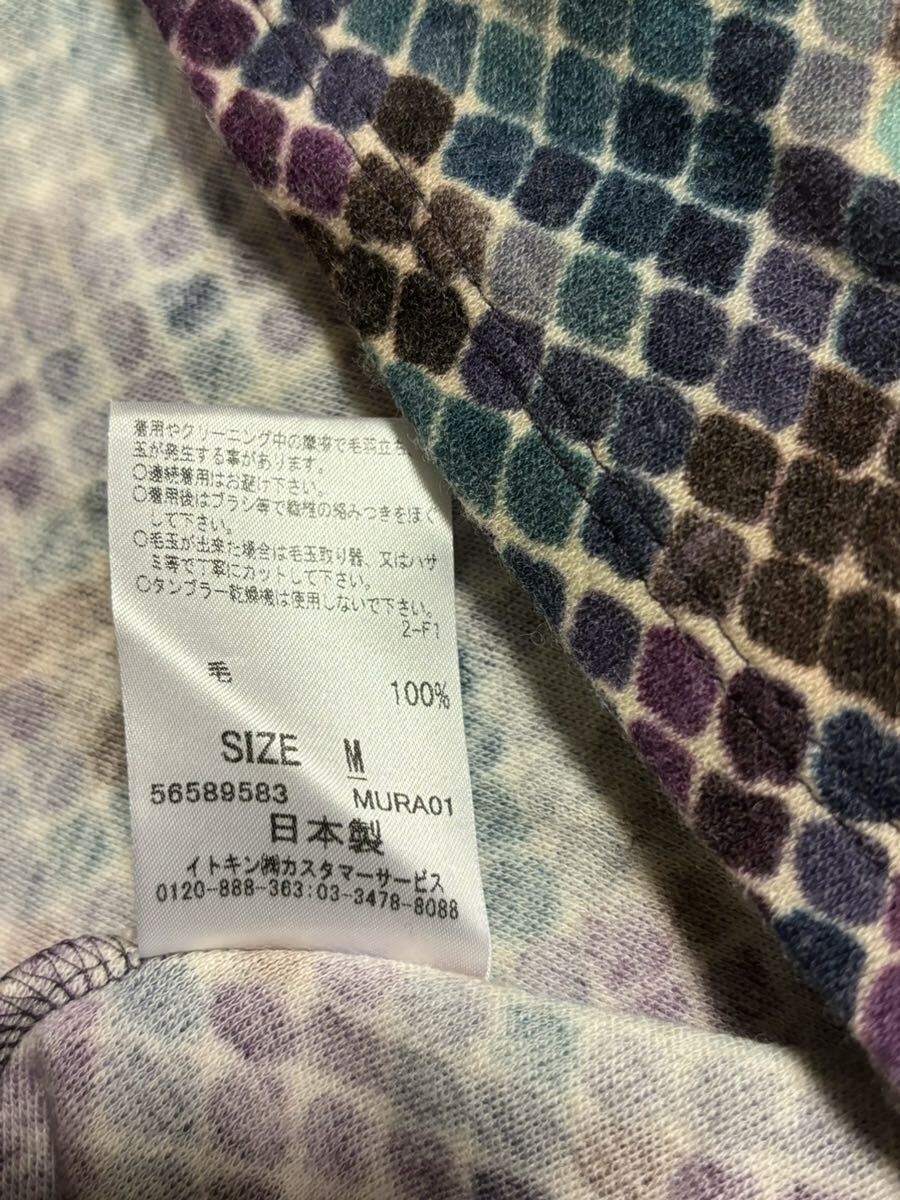 着用やクリーニング中の摩擦で毛羽立ち
玉が発生する事があります。
○連続着用はお避け下さい。
○着用後はブラシ等で繊維の絡みつきをほぐ
して下さい。
○毛玉が出来た場合は毛玉取り器、又はハサ
ミ等で丁寧にカットして下さい。
○タンブラー乾燥機は使用しないで下さい。
2-F1
毛
100%
SIZE M
56589583 MURA01
日本製
イトキン㈱カスタマーサービス
0120-888-363:03-3478-8088